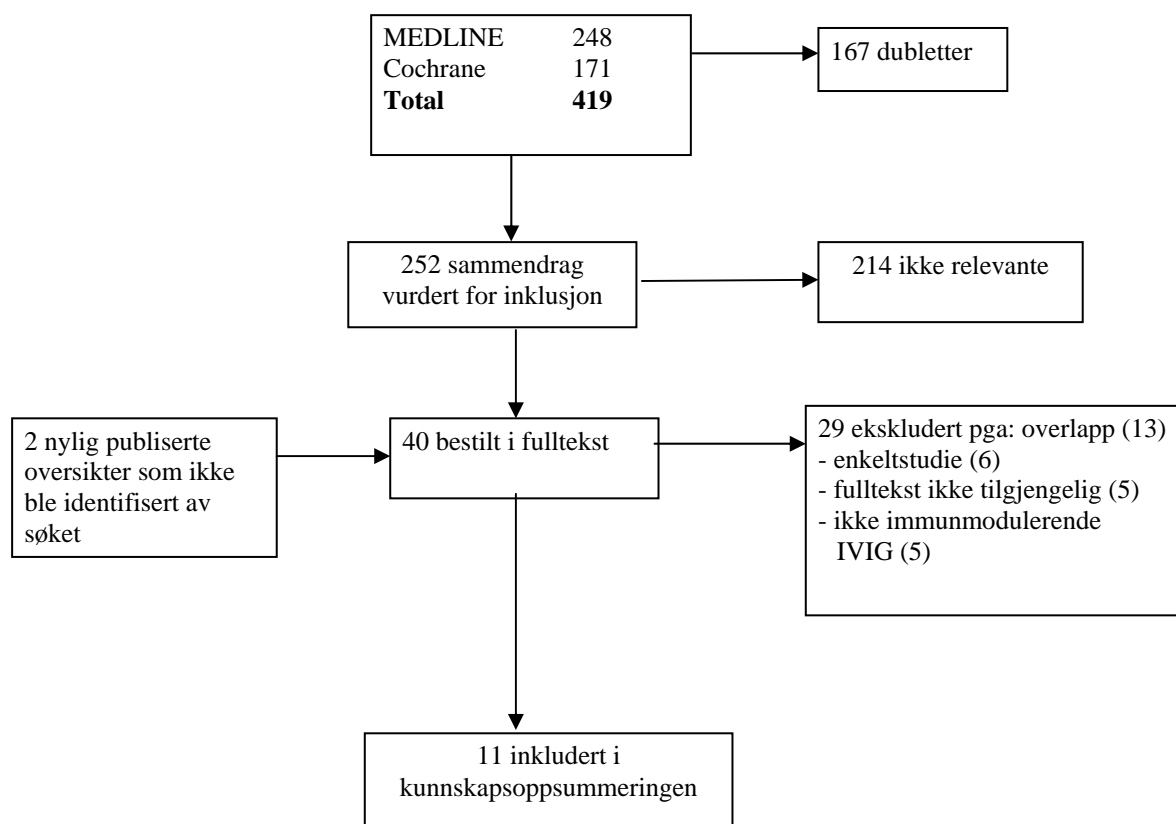 MEDLINE 248
Cochrane 171
Total 419
167 dubletter
252 sammendrag
vurdert for inklusjon
214 ikke relevante
2 nylig publiserte
oversikter som ikke
ble identifisert av
søket
40 bestilt i fulltekst
29 ekskludert pga: overlapp (13)
- enkeltstudie (6)
- fulltekst ikke tilgjengelig (5)
- ikke immunmodulerende
IVIG (5)
11 inkludert i
kunnskapsoppsummeringen